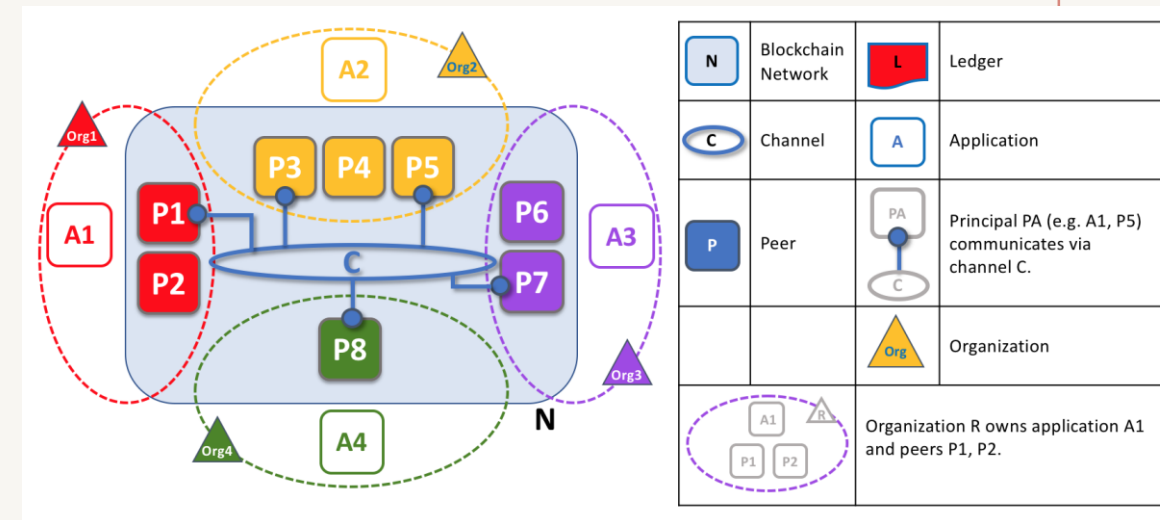 A2
Org2
Org1
P3
P4
P5
P1
P6
A1
A3
C
P2
P7
P8
Org3
N
A4
Org4
N
Blockchain
Network
L
Ledger
C
Channel
A
Application
P
Peer
PA
C
Principal PA (e.g. A1, P5)
communicates via
channel C.
Org
Organization
A1
R
P1
P2
Organization R owns application A1
and peers P1, P2.